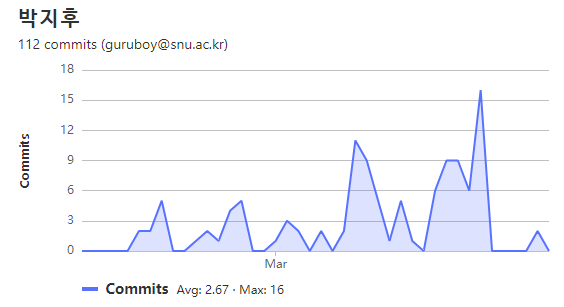 박지후
112 commits (guruboy@snu.ac.kr)
18
15
12
9
6
3
0
Commits
Mar
Commits Avg: 2.67 · Max: 16